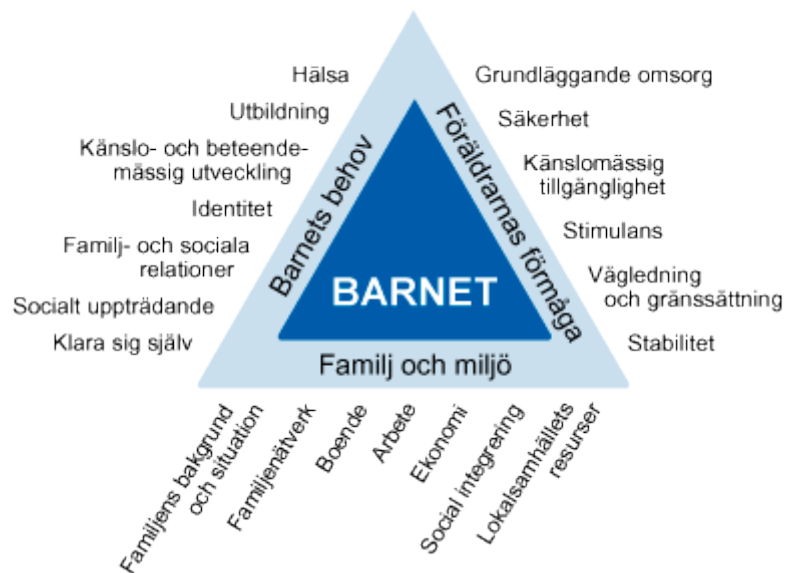 Hälsa
Utbildning
Känslo- och beteende-
mässig utveckling
Identitet
Familj- och sociala
relationer
Socialt uppträdande
Klara sig själv
Barnets behov
BARNET
Föräldrarnas förmåga
Grundläggande omsorg
Säkerhet
Känslomässig
tillgänglighet
Stimulans
Vägledning
och gränssättning
Stabilitet
Familj och miljö
Familjens bakgrund
och situation
Familjenätverk
Boende
Arbete
Ekonomi
Social integrering
Lokalsamhällets
resurser